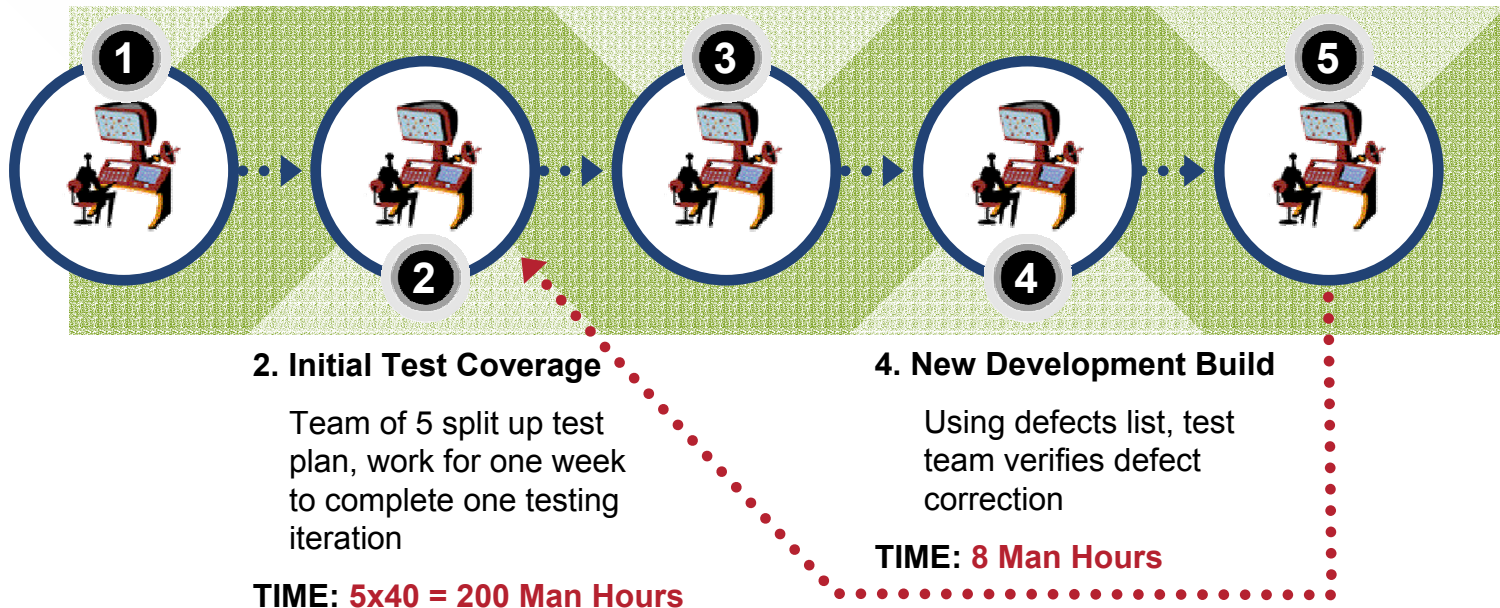 1
3
5
2
4
2. Initial Test Coverage
Team of 5 split up test
plan, work for one week
to complete one testing
iteration
TIME: 5x40 = 200 Man Hours
4. New Development Build
Using defects list, test
team verifies defect
correction
TIME: 8 Man Hours